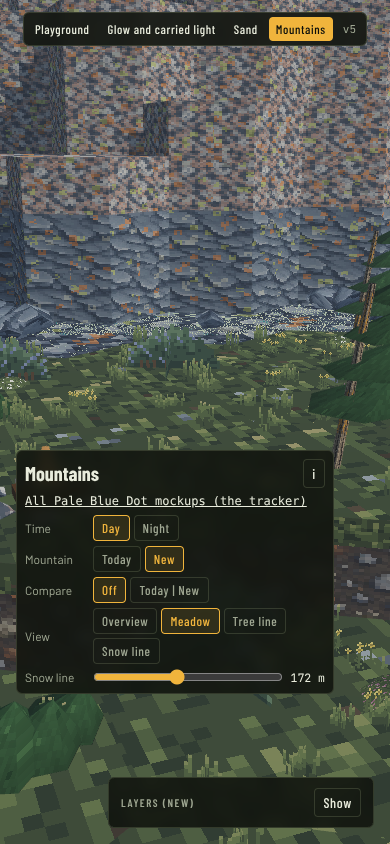 Playground Glow and carried light Sand Mountains v5
Mountains i
All Pale Blue Dot mockups (the tracker)
Time Day Night
Mountain Today New
Compare Off Today | New
View Overview Meadow Tree line
Snow line
Snow line 172 m
LAYERS (NEW) Show